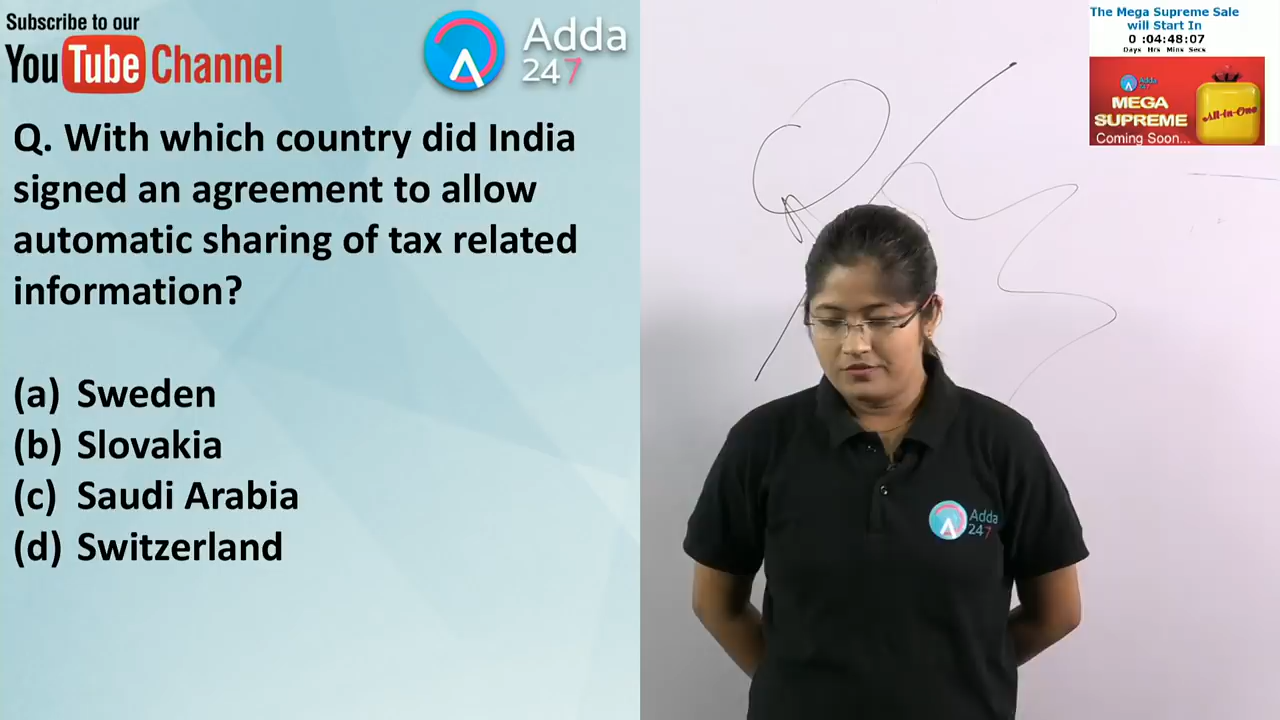 Subscribe to our
YouTube Channel
Adda
247
Q. With which country did India
signed an agreement to allow
automatic sharing of tax related
information?
(a) Sweden
(b) Slovakia
(c) Saudi Arabia
(d) Switzerland
The Mega Supreme Sale
will Start In
0 :04:48:07
Days Hrs Mins Secs
Adda
247
MEGA
SUPREME
Coming Soon...
All-in-One
Adda
247